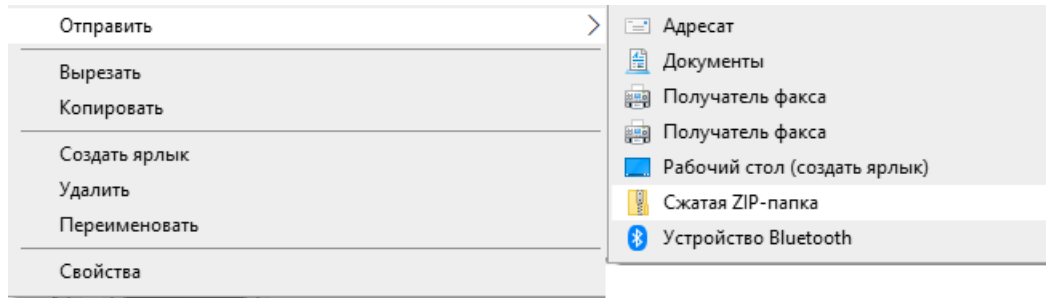 Отправить
Вырезать
Копировать
Создать ярлык
Удалить
Переименовать
Свойства
Адресат
Документы
Получатель факса
Получатель факса
Рабочий стол (создать ярлык)
Сжатая ZIP-папка
Устройство Bluetooth